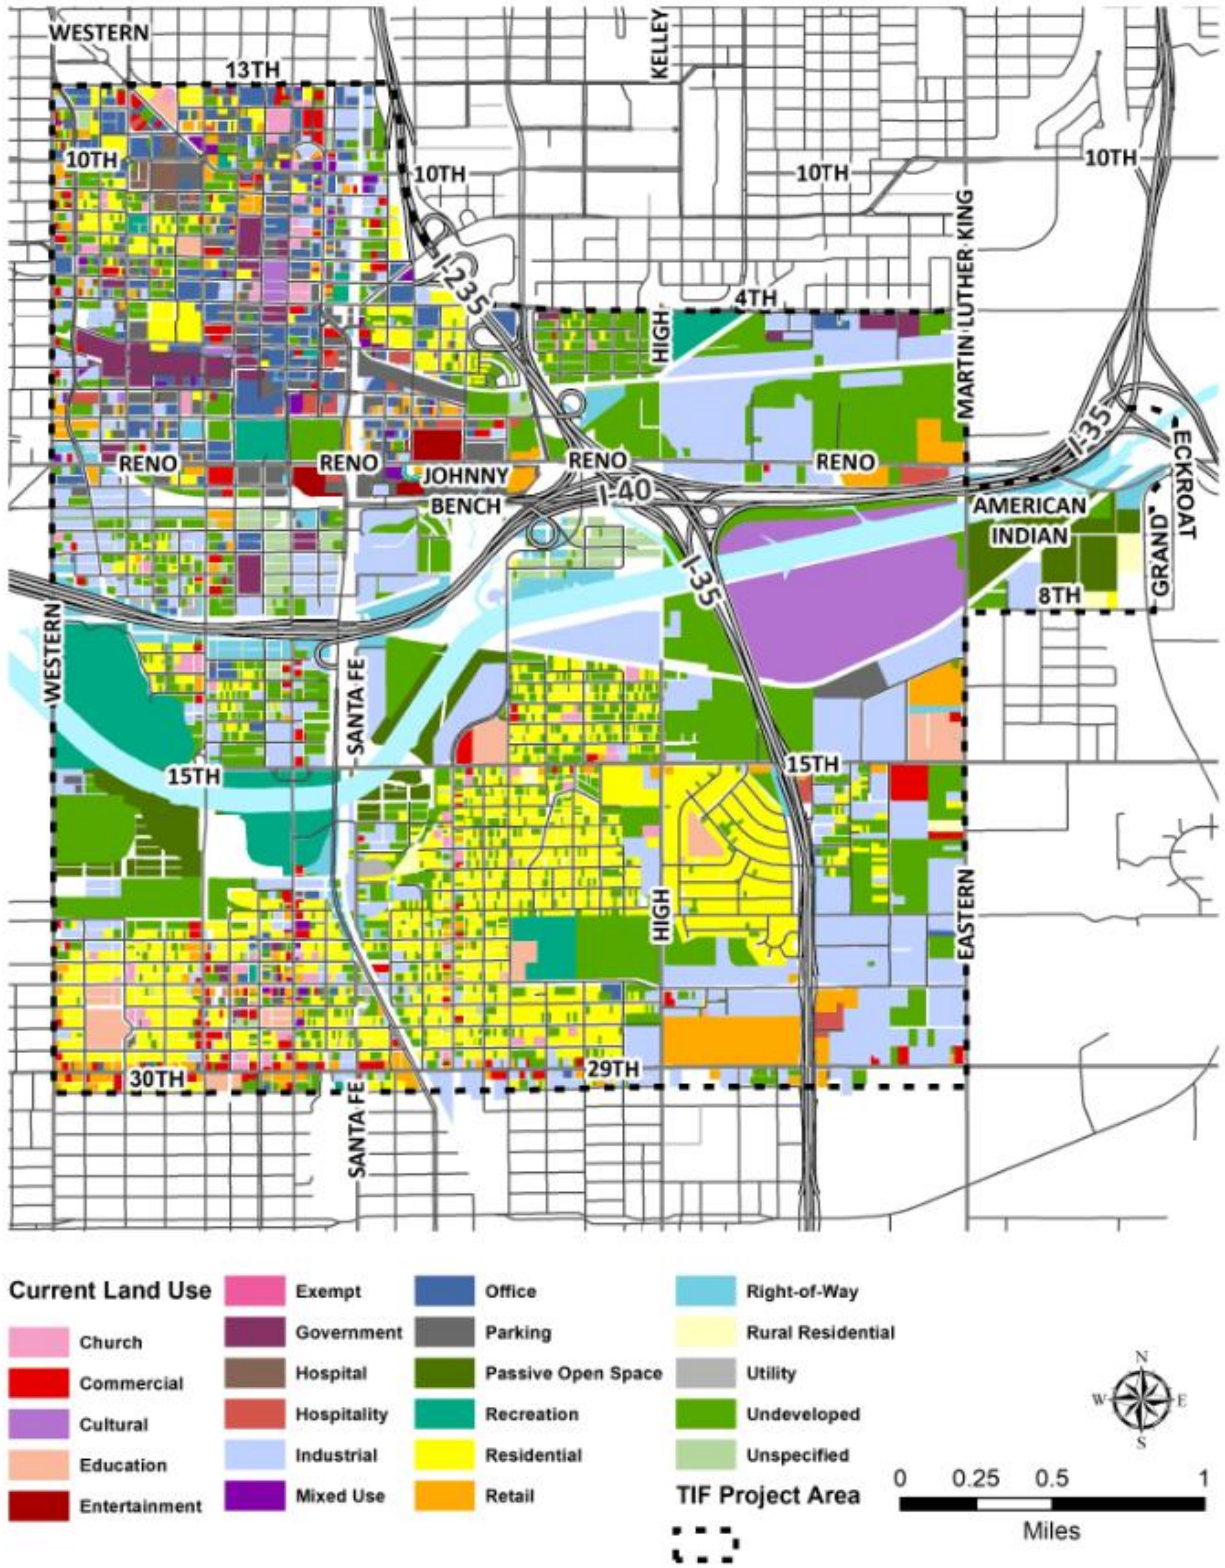 WESTERN
KELLEY
13TH
10TH
10TH
10TH
10TH
MARTIN LUTHER KING
I-235
4TH
HIGH
I-35
ECKROAT
RENO
RENO
JOHNNY
BENCH
RENO
I-40
RENO
AMERICAN
INDIAN
GRAND
I-35
8TH
WESTERN
SANTA FE
15TH
15TH
HIGH
EASTERN
30TH
29TH
SANTA FE
Current Land Use
Church
Commercial
Cultural
Education
Entertainment
Exempt
Government
Hospital
Hospitality
Industrial
Mixed Use
Office
Parking
Passive Open Space
Recreation
Residential
Retail
Right-of-Way
Rural Residential
Utility
Undeveloped
Unspecified
TIF Project Area
N
W E
S
0 0.25 0.5 1
Miles